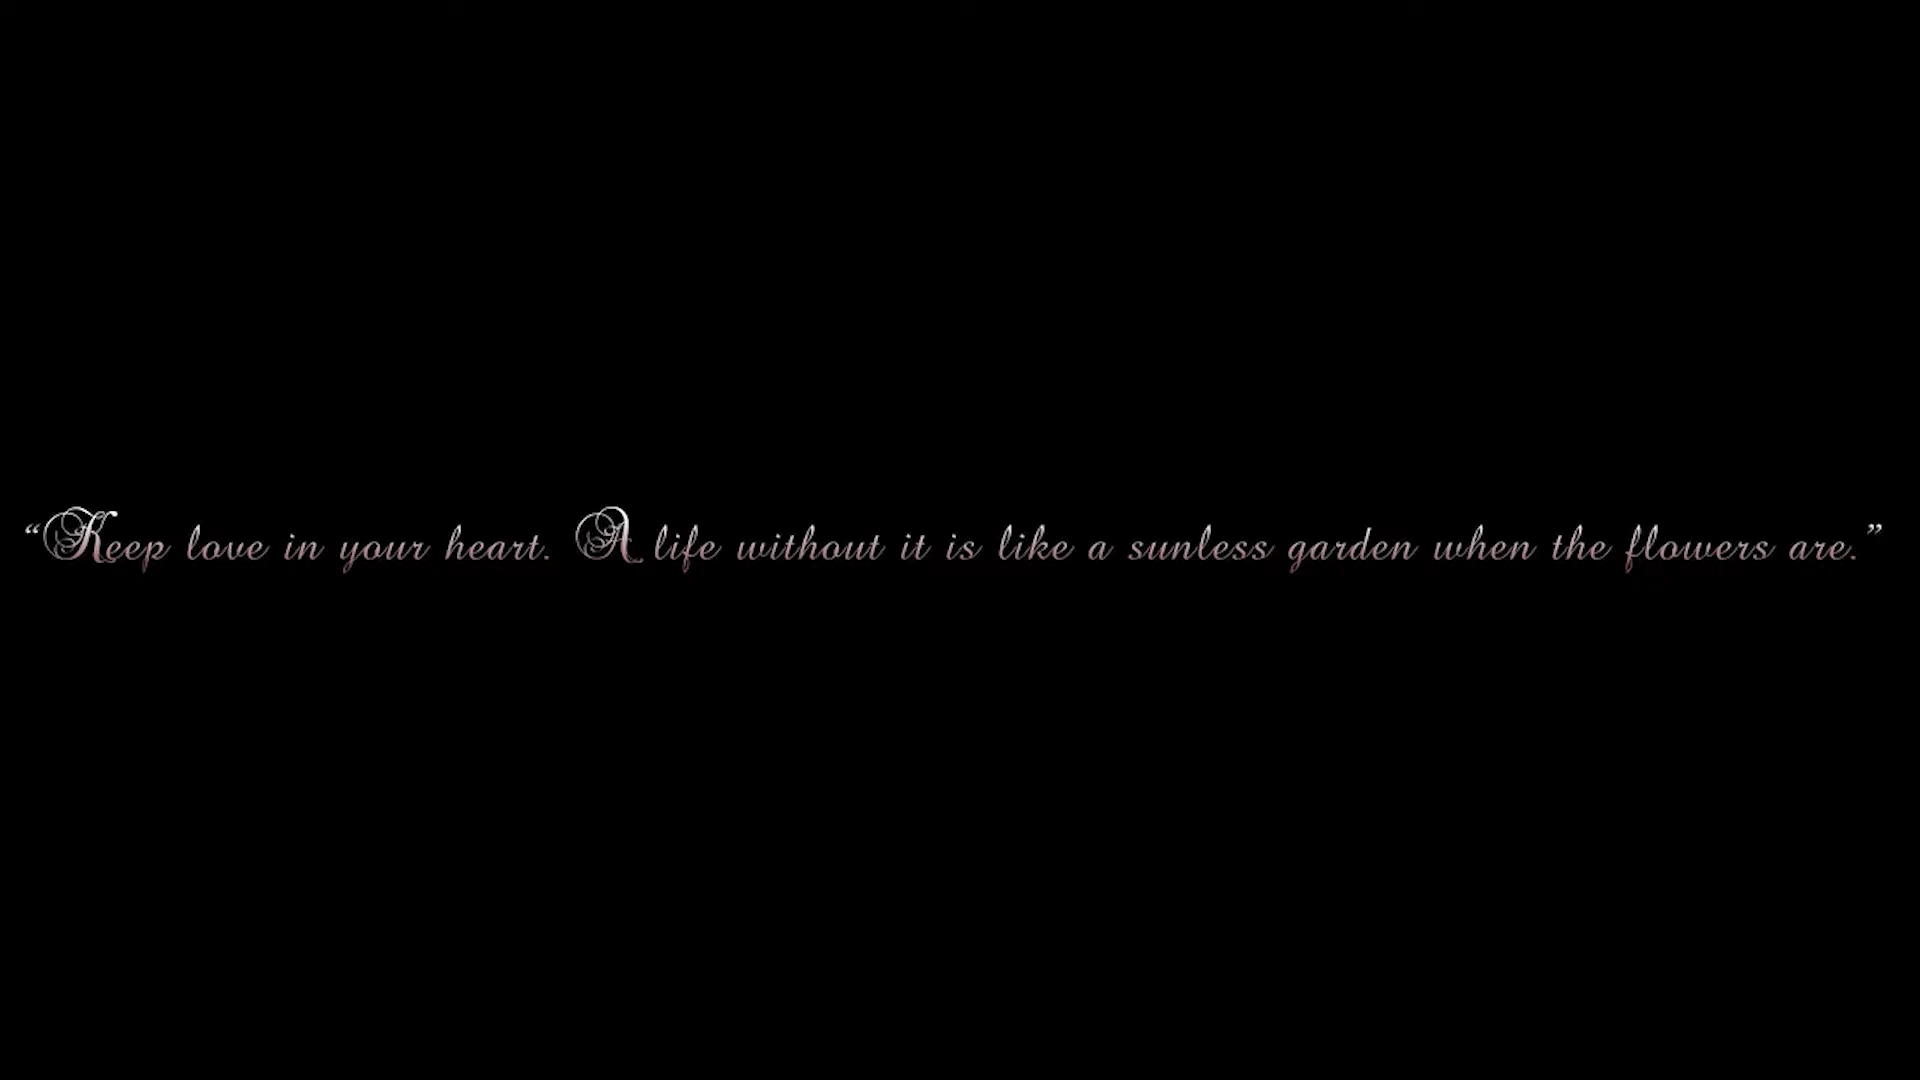 “Keep love in your heart. A life without it is like a sunless garden when the flowers are.”